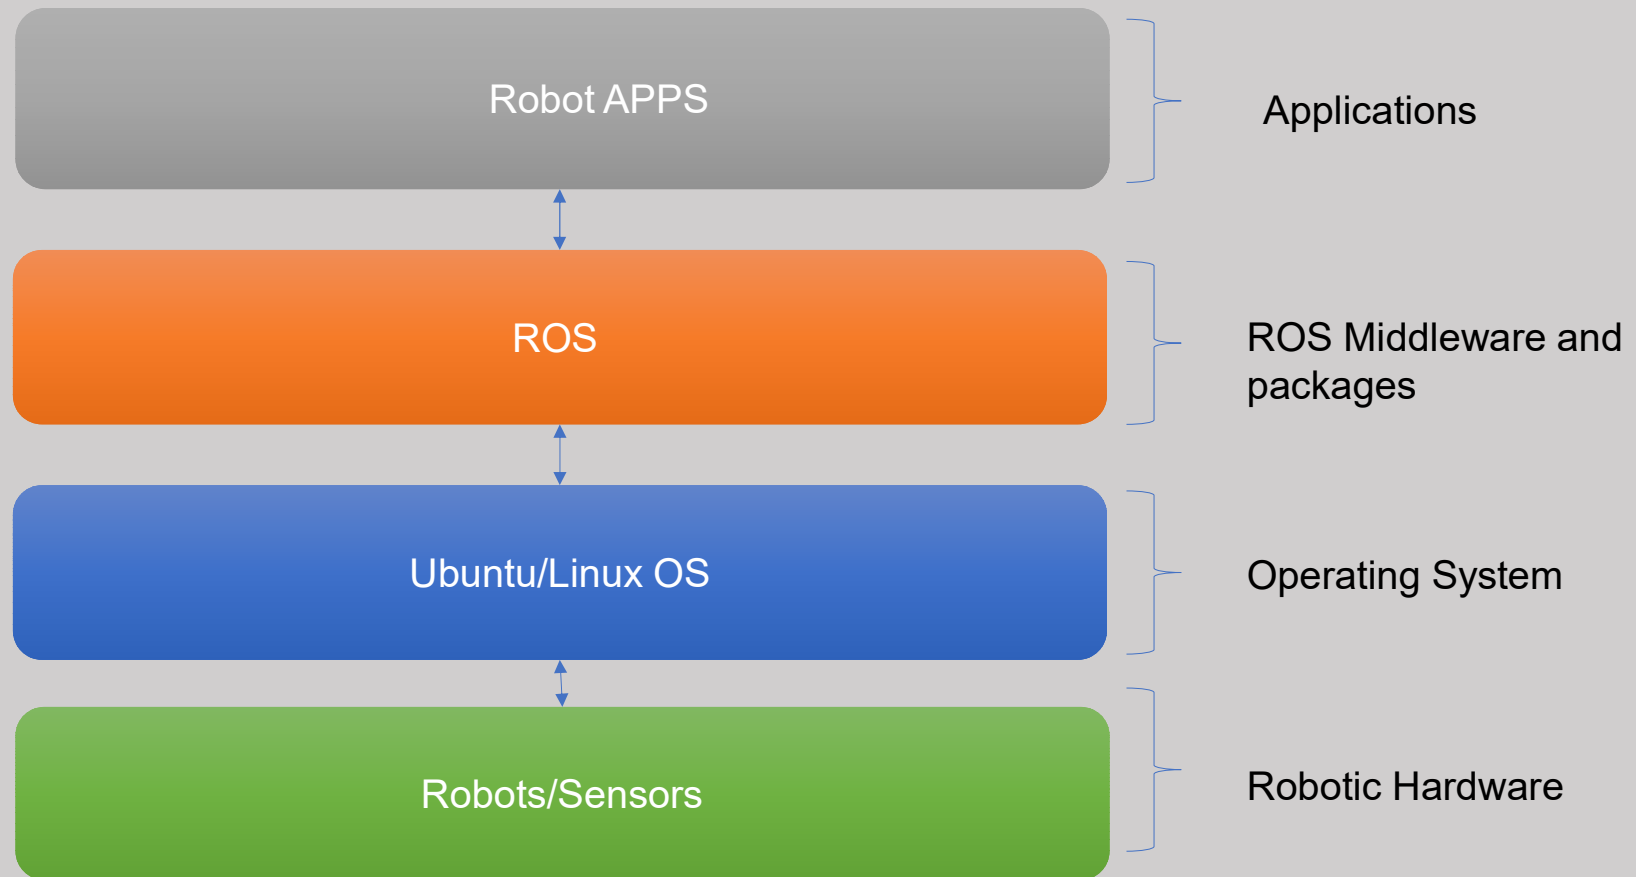 Robot APPS
Applications
ROS
ROS Middleware and
packages
Ubuntu/Linux OS
Operating System
Robots/Sensors
Robotic Hardware